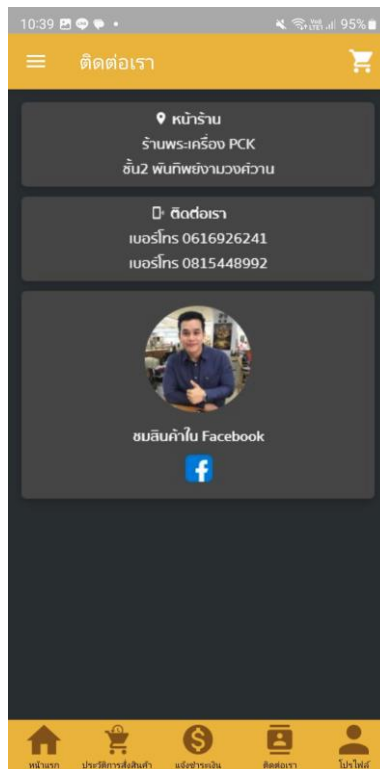 10:39
95%
ติดต่อเรา
หน้าร้าน
ร้านพระเครื่อง PCK
ชั้น2 พันทิพย์งามวงศ์วาน
ติดต่อเรา
เบอร์โทร 0616926241
เบอร์โทร 0815448992
ชมสินค้าใน Facebook
หน้าแรก
ประวัติการสั่งสินค้า
แจ้งชำระเงิน
ติดต่อเรา
โปรไฟล์